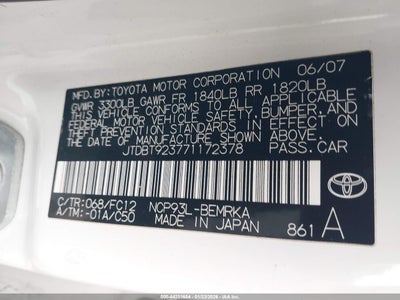 MFD. BY: TOYOTA MOTOR CORPORATION 06/07
GVWR 3300LB GAWR FR 1840LB RR 1820LB
THIS VEHICLE CONFORMS TO ALL APPLICABLE
FEDERAL MOTOR VEHICLE SAFETY, BUMPER, AND
THEFT PREVENTION STANDARDS IN EFFECT ON THE
DATE OF MANUFACTURE SHOWN ABOVE.
JTDBT923771172378 PASS.CAR
C/TR: 068/FC12 NCP93L-BEMRKA
A/TM: -01A/C50 MADE IN JAPAN 861 A
TOYOTA